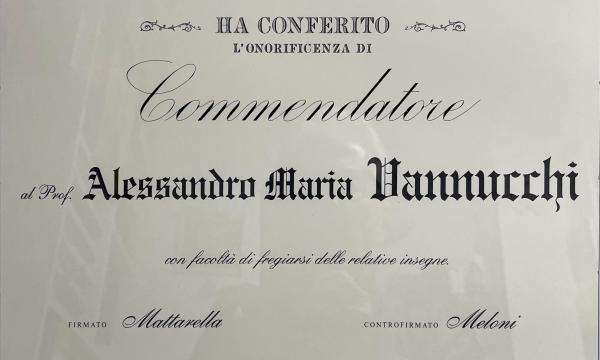 HA CONFERITO
L'ONORIFICENZA DI
Commendatore
al Prof. Alessandro Maria Vannucchi
con facoltà di fregiarsi delle relative insegne.
FIRMATO Mattarella CONTROFIRMATO Meloni